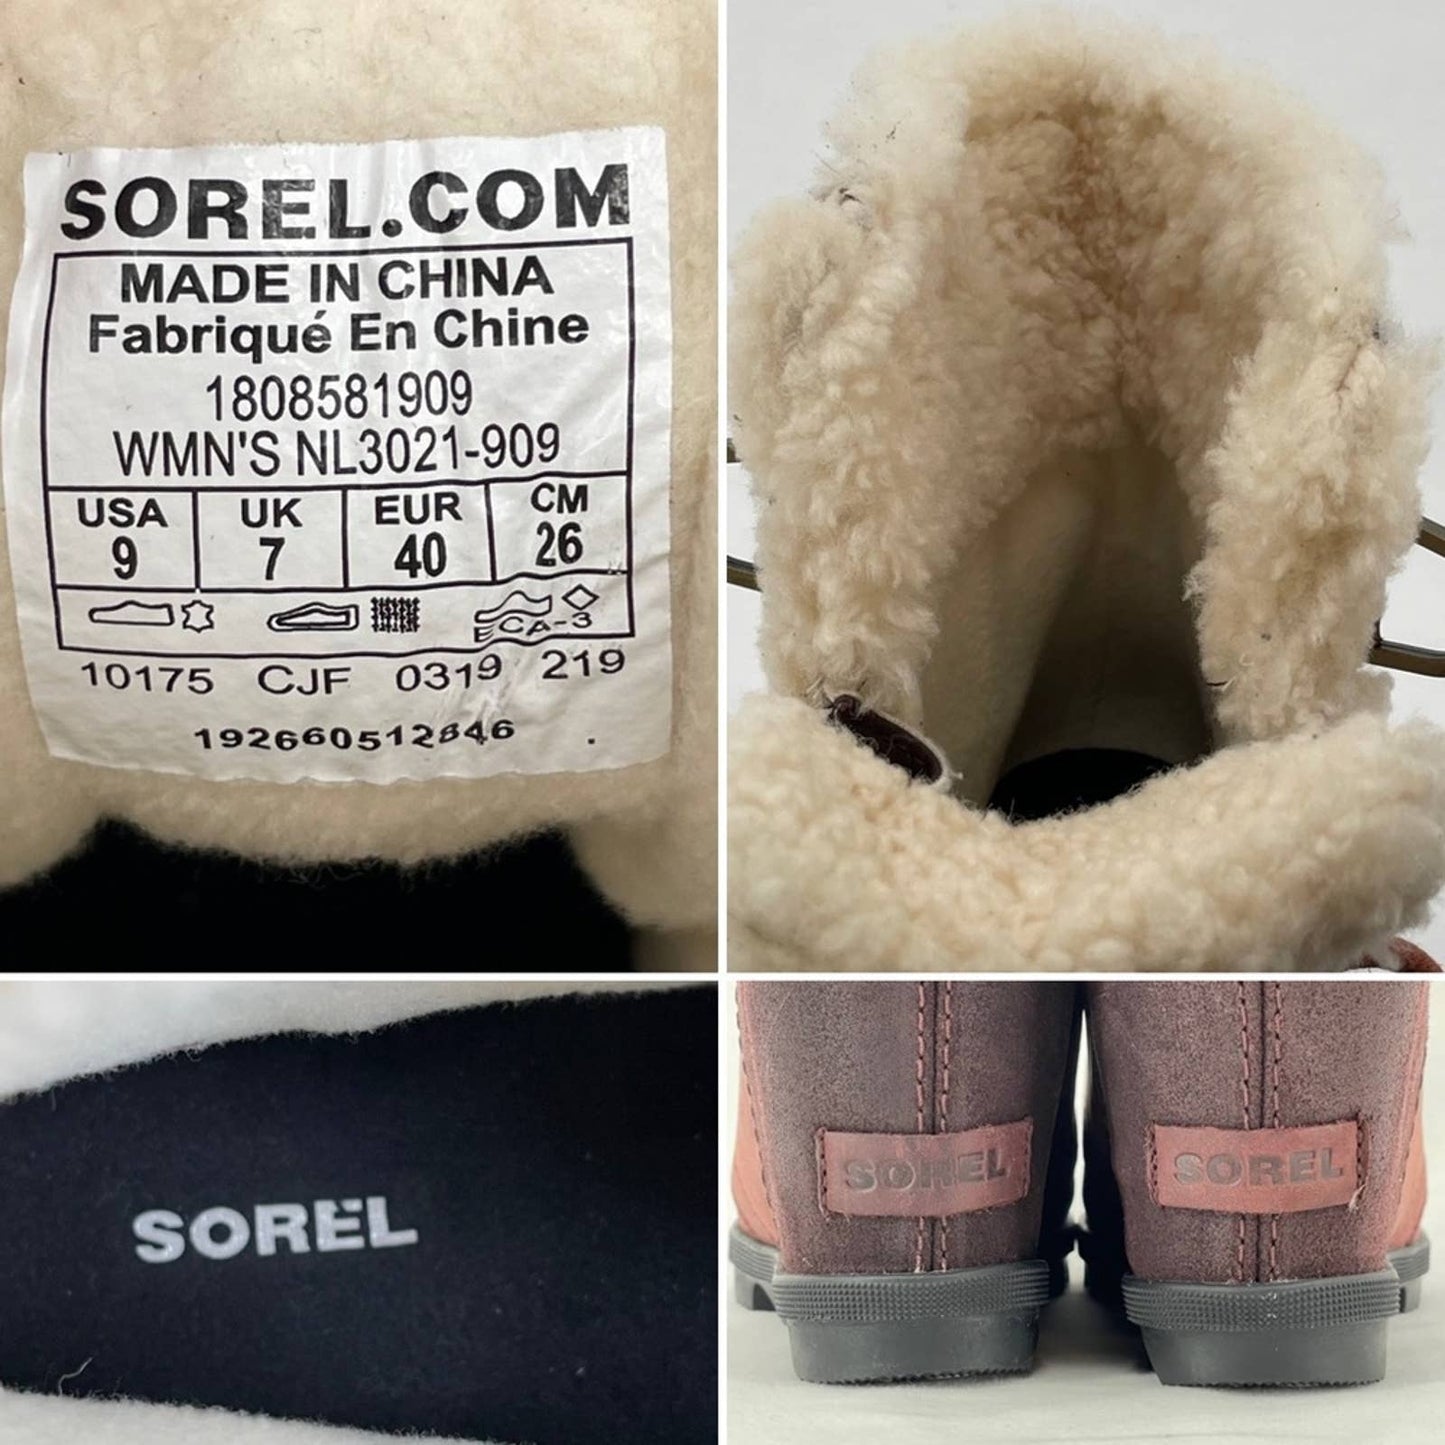 SOREL.COM
MADE IN CHINA
Fabriqué En Chine
1808581909
WMN'S NL3021-909
USA UK EUR CM
9 7 40 26
CA-3
10175 CJF 0319 219
192660512846
SOREL
SOREL SOREL